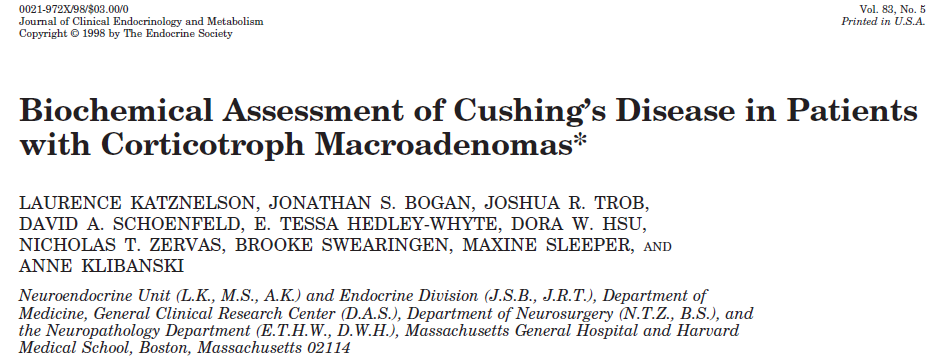 0021-972X/98/$03.00/0
Journal of Clinical Endocrinology and Metabolism
Copyright © 1998 by The Endocrine Society
Vol. 83, No. 5
Printed in U.S.A.
Biochemical Assessment of Cushing's Disease in Patients
with Corticotroph Macroadenomas*
LAURENCE KATZNELSON, JONATHAN S. BOGAN, JOSHUA R. TROB,
DAVID A. SCHOENFELD, E. TESSA HEDLEY-WHYTE, DORA W. HSU,
NICHOLAS T. ZERVAS, BROOKE SWEARINGEN, MAXINE SLEEPER, AND
ANNE KLIBANSKI
Neuroendocrine Unit (L.K., M.S., A.K.) and Endocrine Division (J.S.B., J.R.T.), Department of
Medicine, General Clinical Research Center (D.A.S.), Department of Neurosurgery (N.T.Z., B.S.), and
the Neuropathology Department (E.T.H.W., D.W.H.), Massachusetts General Hospital and Harvard
Medical School, Boston, Massachusetts 02114